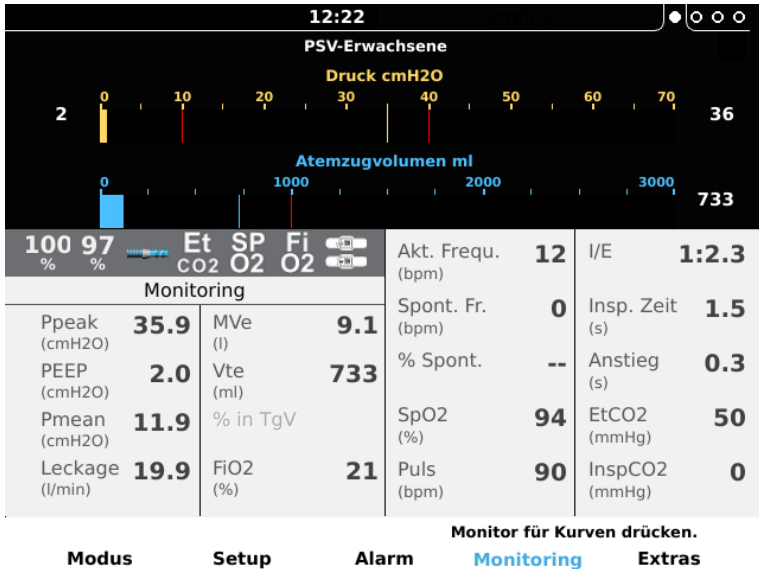 12:22
PSV-Erwachsene
Druck cmH2O
0 10 20 30 40 50 60 70
2 36
Atemzugvolumen ml
0 1000 2000 3000
733
100 % 97 % Et CO2 SP O2 Fi O2
Monitoring
Ppeak (cmH2O) 35.9
PEEP (cmH2O) 2.0
Pmean (cmH2O) 11.9
Leckage (l/min) 19.9
MVe (l) 9.1
Vte (ml) 733
% in TgV
FiO2 (%) 21
Akt. Frequ. (bpm) 12
Spont. Fr. (bpm) 0
% Spont. --
SpO2 (%) 94
Puls (bpm) 90
I/E 1:2.3
Insp. Zeit (s) 1.5
Anstieg (s) 0.3
EtCO2 (mmHg) 50
InspCO2 (mmHg) 0
Monitor für Kurven drücken.
Modus Setup Alarm Monitoring Extras